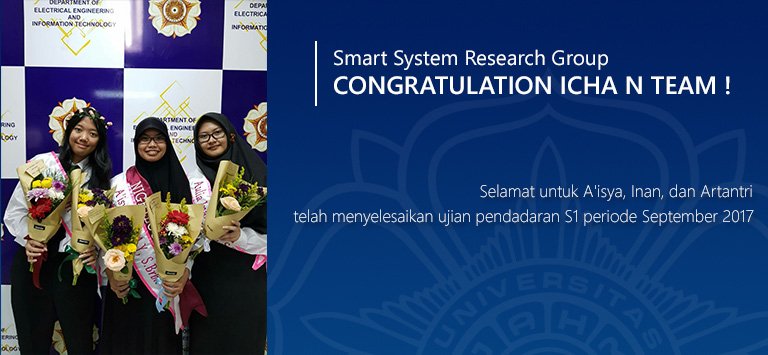 DEPARTMENT OF
ELECTRICAL ENGINEERING
AND
INFORMATION TECHNOLOGY
DEPARTMENT OF
ELECTRICAL ENGINEERING
AND
INFORMATION TECHNOLOGY
Smart System Research Group
CONGRATULATION ICHA N TEAM !
Selamat untuk A'isya, Inan, dan Artantri
telah menyelesaikan ujian pendadaran S1 periode September 2017
UNIVERSITAS